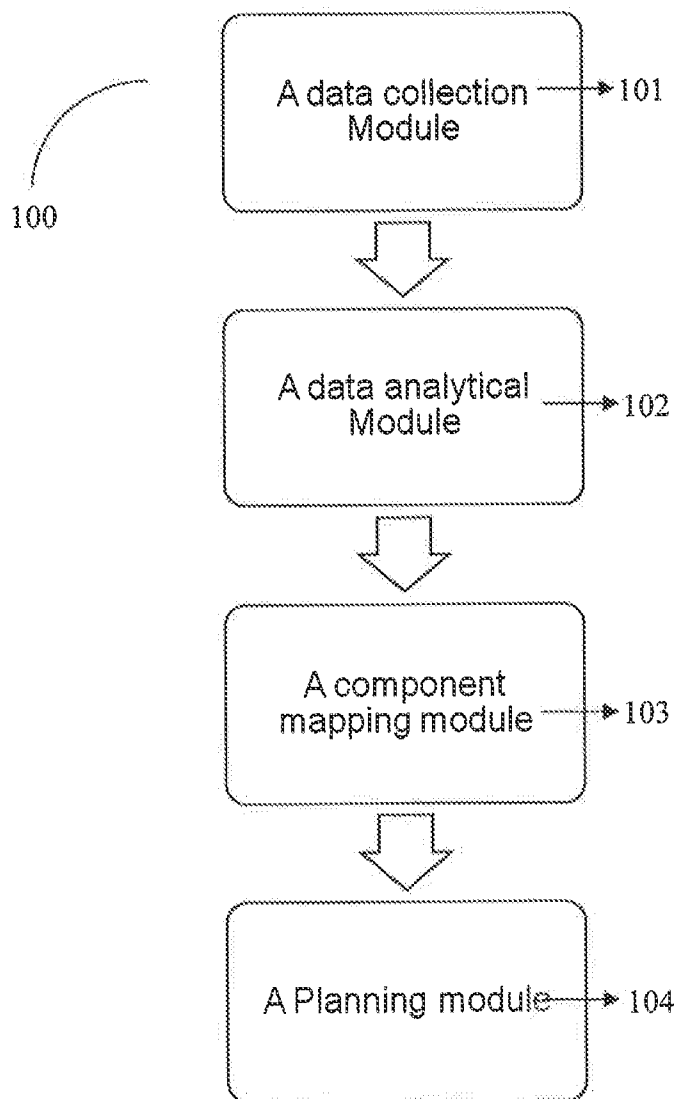 A data collection
Module
101
100
A data analytical
Module
102
A component
mapping module
103
A Planning module
104